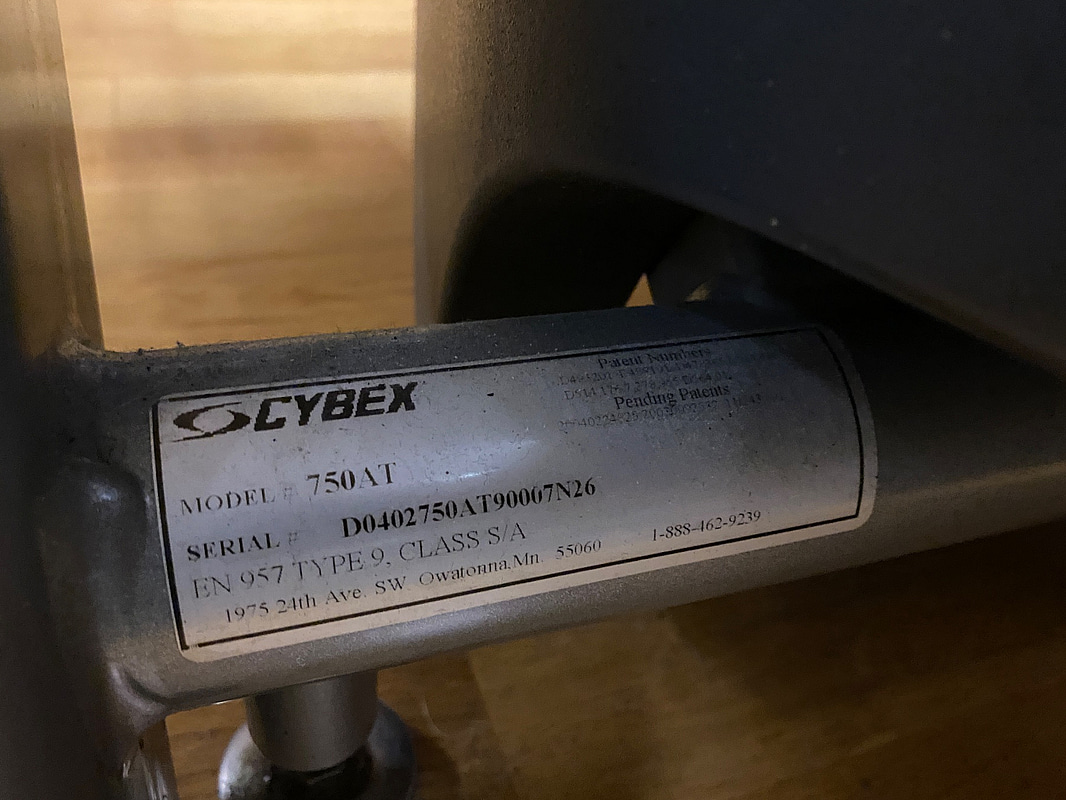 CYBEX
Patent Numbers
Pending Patents
MODEL # 750AT
SERIAL # D0402750AT90007N26
EN 957 TYPE 9, CLASS S/A
1975 24th Ave. SW. Owatonna, Mn. 55060 1-888-462-9239